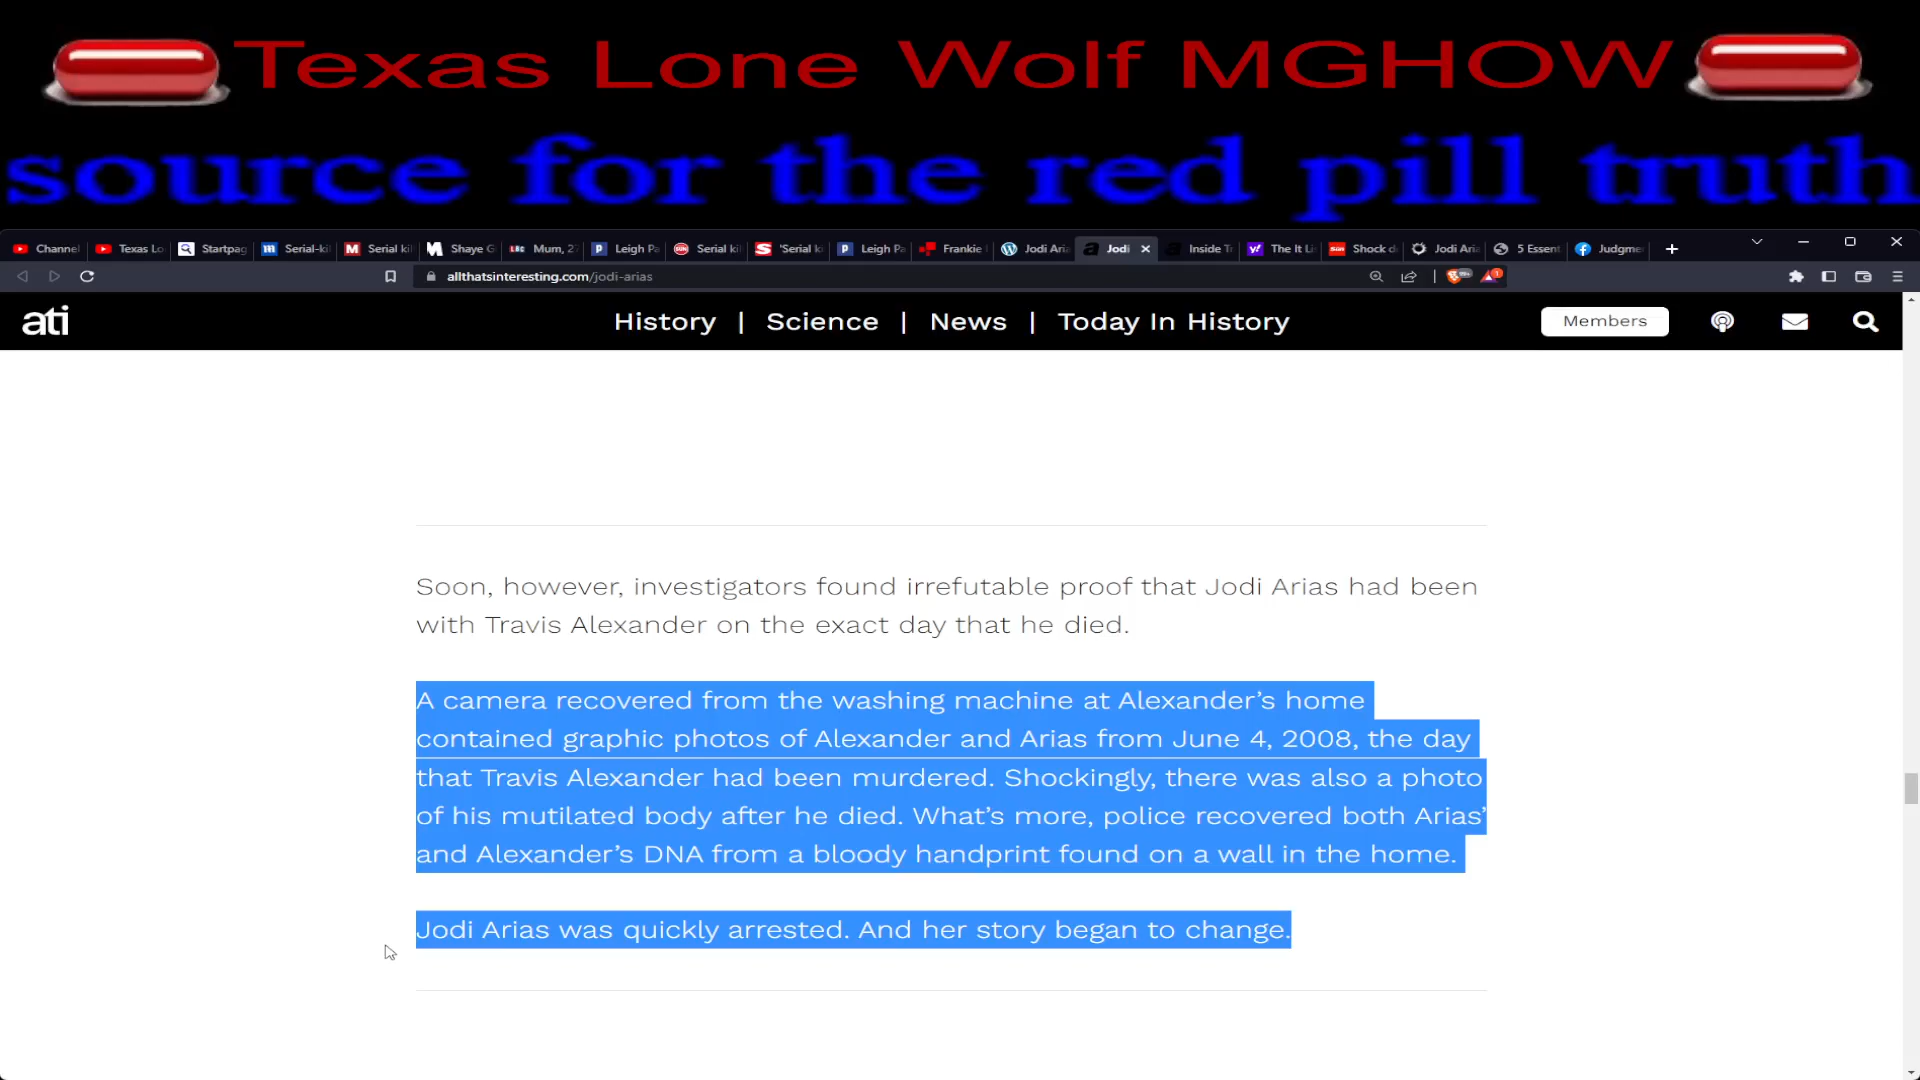 Texas Lone Wolf MGHOW
source for the red pill truth
Channel Texas Lo Startpag Serial-ki Serial ki Shaye G Mum, 2 Leigh Pa Serial ki 'Serial k Leigh Pa Frankie Jodi Aria Jodi Inside Tr The It Li Shock d Jodi Aria 5 Essent Judgme
allthatsinteresting.com/jodi-arias
ati History | Science | News | Today In History Members
Soon, however, investigators found irrefutable proof that Jodi Arias had been
with Travis Alexander on the exact day that he died.
A camera recovered from the washing machine at Alexander’s home
contained graphic photos of Alexander and Arias from June 4, 2008, the day
that Travis Alexander had been murdered. Shockingly, there was also a photo
of his mutilated body after he died. What’s more, police recovered both Arias’
and Alexander’s DNA from a bloody handprint found on a wall in the home.
Jodi Arias was quickly arrested. And her story began to change.